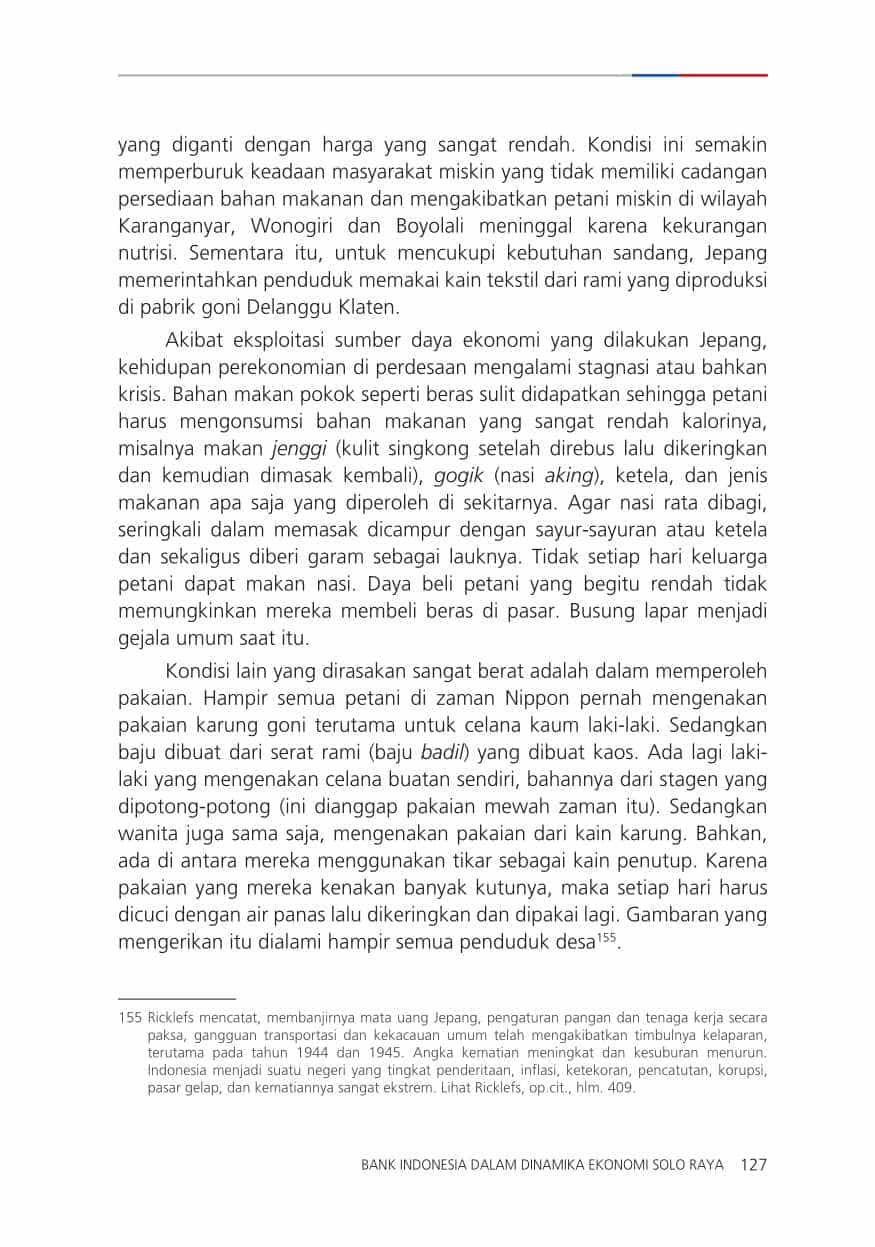 yang diganti dengan harga yang sangat rendah. Kondisi ini semakin
memperburuk keadaan masyarakat miskin yang tidak memiliki cadangan
persediaan bahan makanan dan mengakibatkan petani miskin di wilayah
Karanganyar, Wonogiri dan Boyolali meninggal karena kekurangan
nutrisi. Sementara itu, untuk mencukupi kebutuhan sandang, Jepang
memerintahkan penduduk memakai kain tekstil dari rami yang diproduksi
di pabrik goni Delanggu Klaten.
Akibat eksploitasi sumber daya ekonomi yang dilakukan Jepang,
kehidupan perekonomian di perdesaan mengalami stagnasi atau bahkan
krisis. Bahan makan pokok seperti beras sulit didapatkan sehingga petani
harus mengonsumsi bahan makanan yang sangat rendah kalorinya,
misalnya makan jenggi (kulit singkong setelah direbus lalu dikeringkan
dan kemudian dimasak kembali), gogik (nasi aking), ketela, dan jenis
makanan apa saja yang diperoleh di sekitarnya. Agar nasi rata dibagi,
seringkali dalam memasak dicampur dengan sayur-sayuran atau ketela
dan sekaligus diberi garam sebagai lauknya. Tidak setiap hari keluarga
petani dapat makan nasi. Daya beli petani yang begitu rendah tidak
memungkinkan mereka membeli beras di pasar. Busung lapar menjadi
gejala umum saat itu.
Kondisi lain yang dirasakan sangat berat adalah dalam memperoleh
pakaian. Hampir semua petani di zaman Nippon pernah mengenakan
pakaian karung goni terutama untuk celana kaum laki-laki. Sedangkan
baju dibuat dari serat rami (baju badil) yang dibuat kaos. Ada lagi laki-
laki yang mengenakan celana buatan sendiri, bahannya dari stagen yang
dipotong-potong (ini dianggap pakaian mewah zaman itu). Sedangkan
wanita juga sama saja, mengenakan pakaian dari kain karung. Bahkan,
ada di antara mereka menggunakan tikar sebagai kain penutup. Karena
pakaian yang mereka kenakan banyak kutunya, maka setiap hari harus
dicuci dengan air panas lalu dikeringkan dan dipakai lagi. Gambaran yang
mengerikan itu dialami hampir semua penduduk desa155.
155 Ricklefs mencatat, membanjirnya mata uang Jepang, pengaturan pangan dan tenaga kerja secara
paksa, gangguan transportasi dan kekacauan umum telah mengakibatkan timbulnya kelaparan,
terutama pada tahun 1944 dan 1945. Angka kematian meningkat dan kesuburan menurun.
Indonesia menjadi suatu negeri yang tingkat penderitaan, inflasi, ketekoran, pencatutan, korupsi,
pasar gelap, dan kematiannya sangat ekstrem. Lihat Ricklefs, op.cit., hlm. 409.
BANK INDONESIA DALAM DINAMIKA EKONOMI SOLO RAYA 127